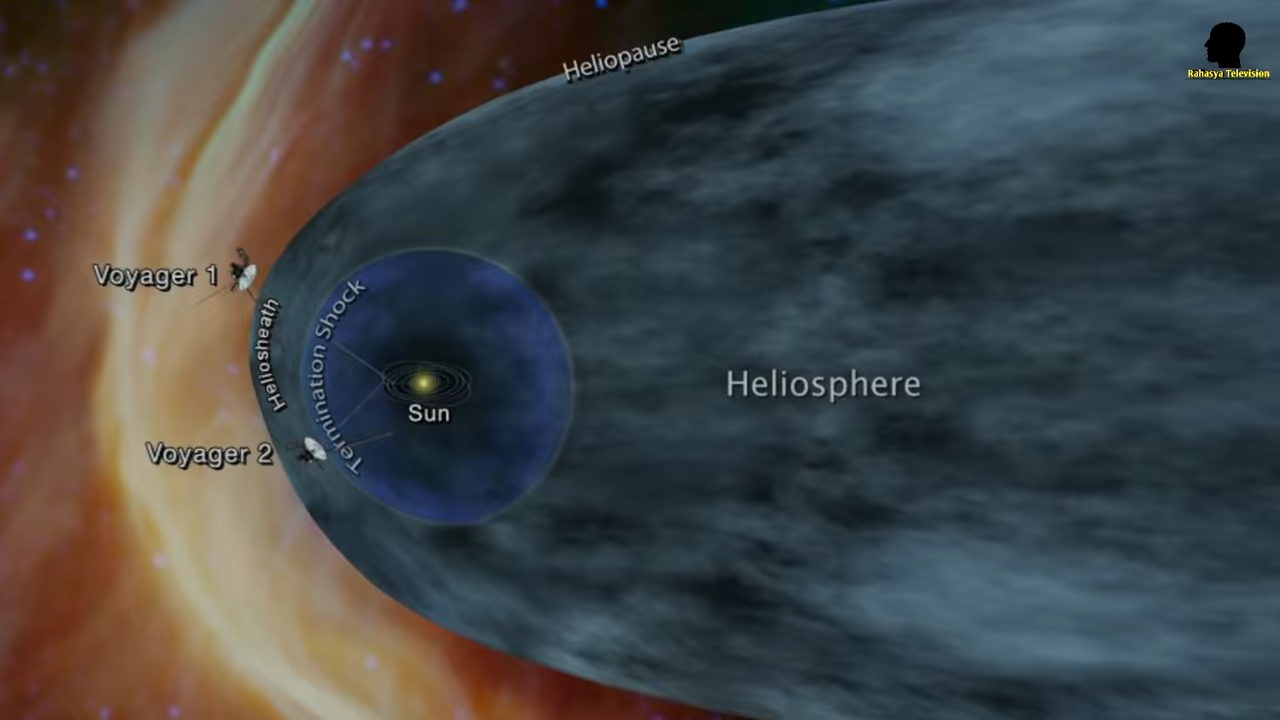 Heliopause
Rahasya Television
Voyager 1
Heliosheath
Termination Shock
Heliosphere
Sun
Voyager 2